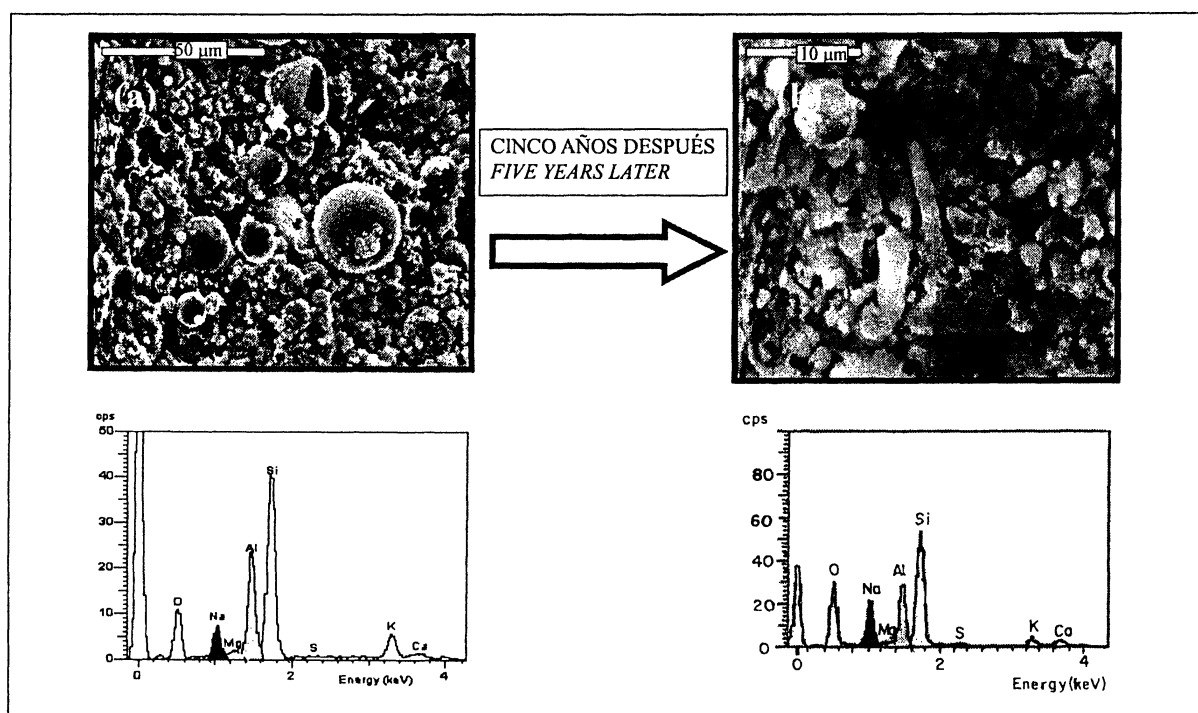 50 µm
(a)
CINCO AÑOS DESPUÉS
FIVE YEARS LATER
10 µm
cps
50
40
30
20
10
0
O
Na
Mg
Al
Si
S
K
Ca
0
2
4
Energy (keV)
cps
80
60
40
20
0
O
Na
Mg
Al
Si
S
K
Ca
0
2
4
Energy (keV)